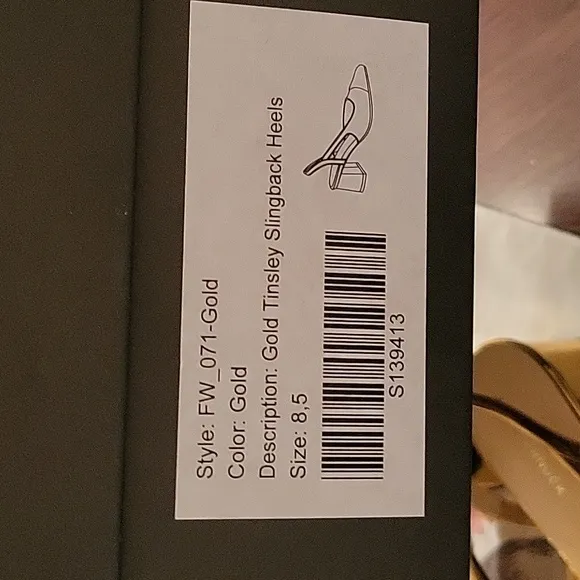 Style: FW_071-Gold
Color: Gold
Description: Gold Tinsley Slingback Heels
Size: 8,5
S139413